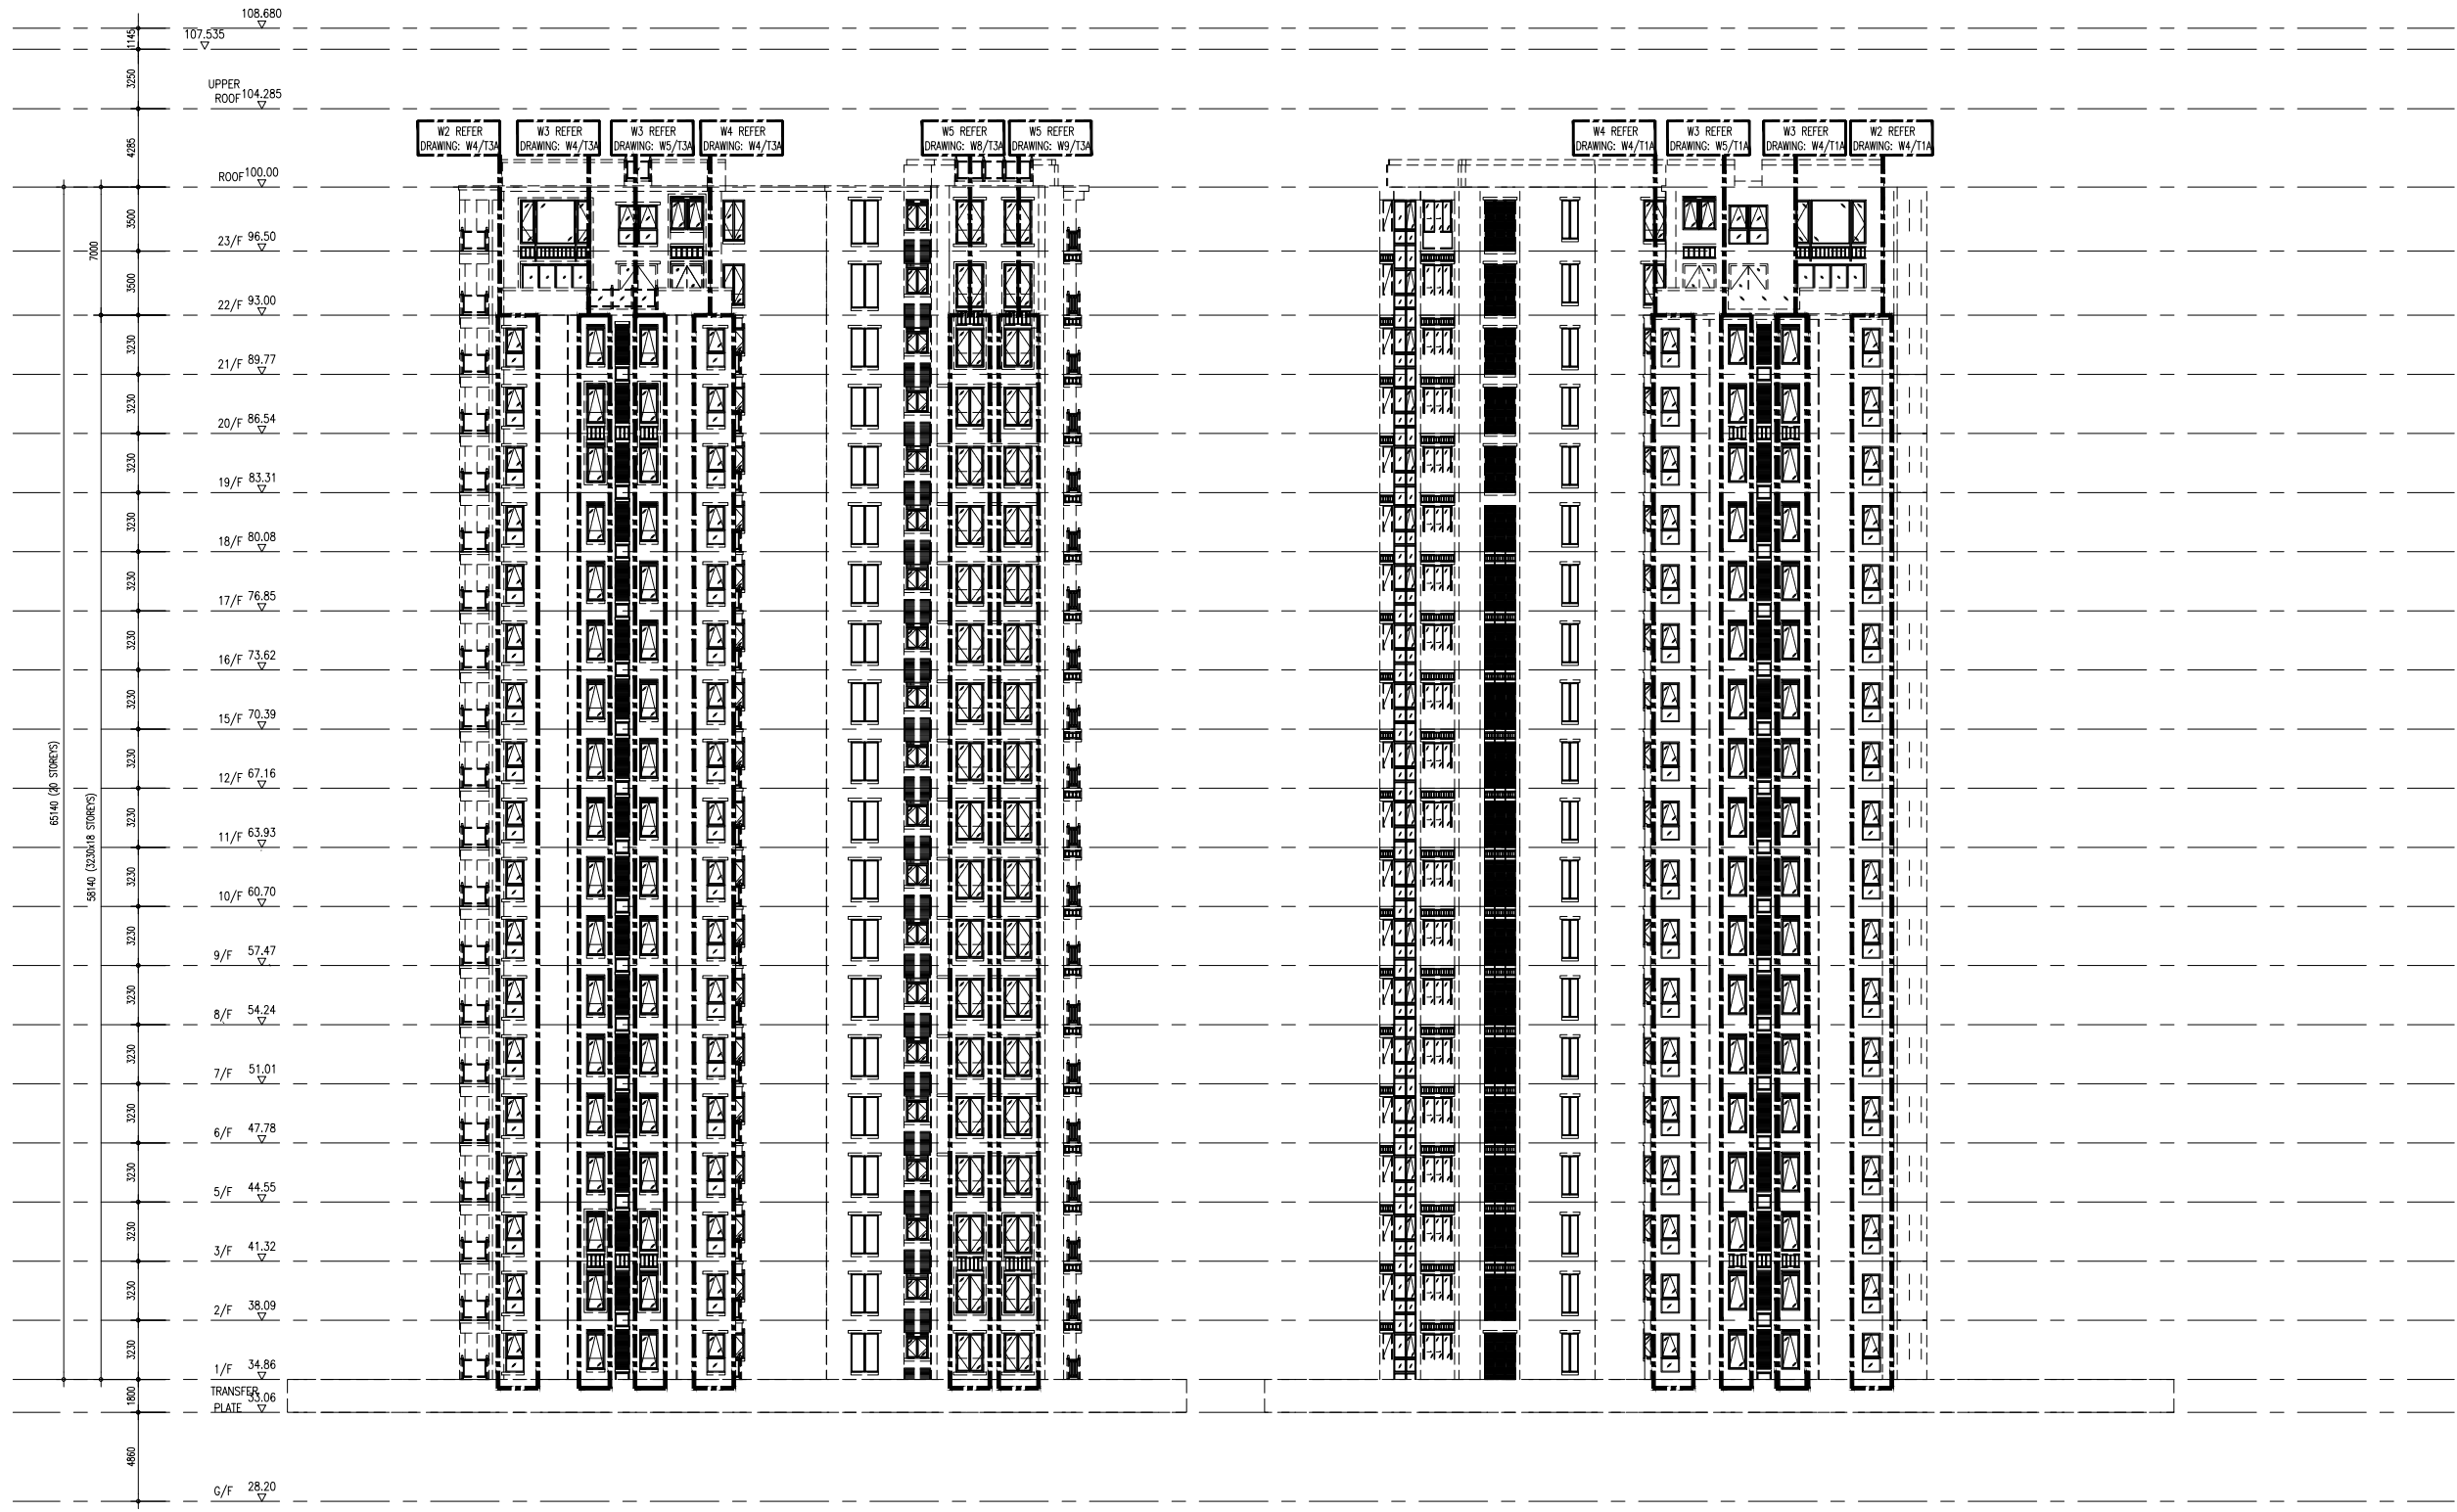 108.680
1145
107.535
3250
UPPER
ROOF 104.285
W2 REFER
DRAWING: W4/T3A
W3 REFER
DRAWING: W4/T3A
W3 REFER
DRAWING: W5/T3A
W4 REFER
DRAWING: W4/T3A
W5 REFER
DRAWING: W8/T3A
W5 REFER
DRAWING: W9/T3A
W4 REFER
DRAWING: W4/T1A
W3 REFER
DRAWING: W5/T1A
W3 REFER
DRAWING: W4/T1A
W2 REFER
DRAWING: W4/T1A
4285
ROOF 100.00
3500
23/F 96.50
7000
3500
22/F 93.00
3230
21/F 89.77
3230
20/F 86.54
3230
19/F 83.31
3230
18/F 80.08
3230
17/F 76.85
3230
16/F 73.62
3230
15/F 70.39
3230
12/F 67.16
65140 (20 STOREYS)
58140 (3230x18 STOREYS)
3230
11/F 63.93
3230
10/F 60.70
3230
9/F 57.47
3230
8/F 54.24
3230
7/F 51.01
3230
6/F 47.78
3230
5/F 44.55
3230
3/F 41.32
3230
2/F 38.09
3230
1/F 34.86
1800
TRANSFER
PLATE 33.06
4860
G/F 28.20